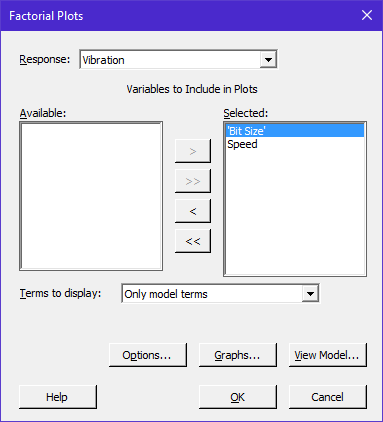 Factorial Plots
Response: Vibration
Variables to Include in Plots
Available: Selected:
'Bit Size'
Speed
>
>>
<
<<
Terms to display: Only model terms
Options... Graphs... View Model...
Help OK Cancel